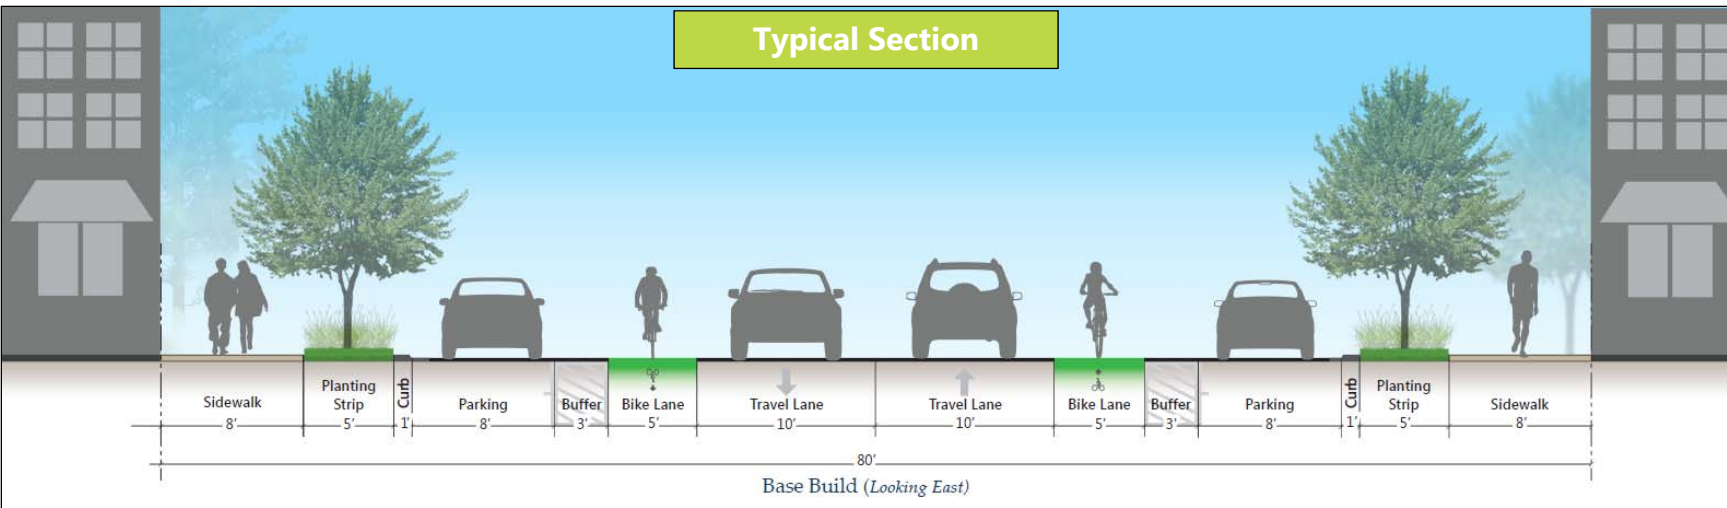 Typical Section
Sidewalk
8'
Planting
Strip
5'
Curb
1'
Parking
8'
Buffer
3'
Bike Lane
5'
Travel Lane
10'
Travel Lane
10'
Bike Lane
5'
Buffer
3'
Parking
8'
Curb
1'
Planting
Strip
5'
Sidewalk
8'
80'
Base Build (Looking East)